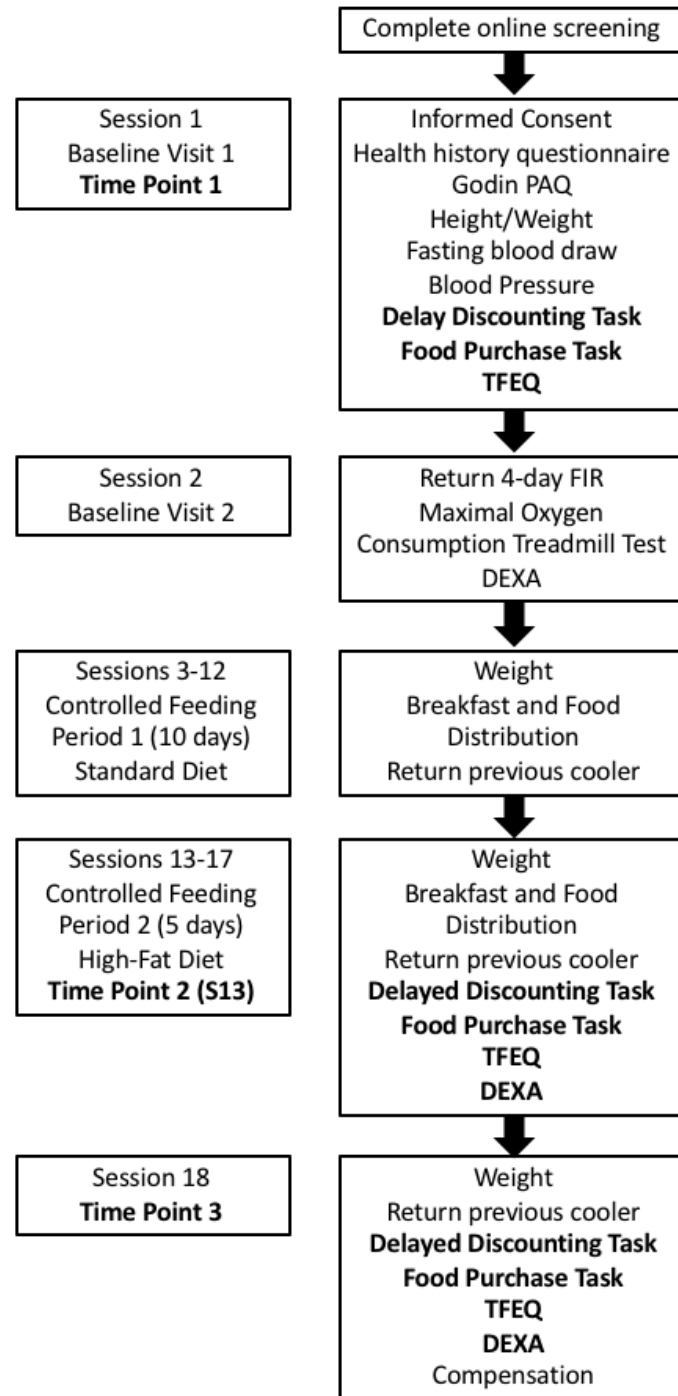 Complete online screening
Session 1
Baseline Visit 1
Time Point 1
Informed Consent
Health history questionnaire
Godin PAQ
Height/Weight
Fasting blood draw
Blood Pressure
Delay Discounting Task
Food Purchase Task
TFEQ
Session 2
Baseline Visit 2
Return 4-day FIR
Maximal Oxygen
Consumption Treadmill Test
DEXA
Sessions 3-12
Controlled Feeding
Period 1 (10 days)
Standard Diet
Weight
Breakfast and Food
Distribution
Return previous cooler
Sessions 13-17
Controlled Feeding
Period 2 (5 days)
High-Fat Diet
Time Point 2 (S13)
Weight
Breakfast and Food
Distribution
Return previous cooler
Delayed Discounting Task
Food Purchase Task
TFEQ
DEXA
Session 18
Time Point 3
Weight
Return previous cooler
Delayed Discounting Task
Food Purchase Task
TFEQ
DEXA
Compensation